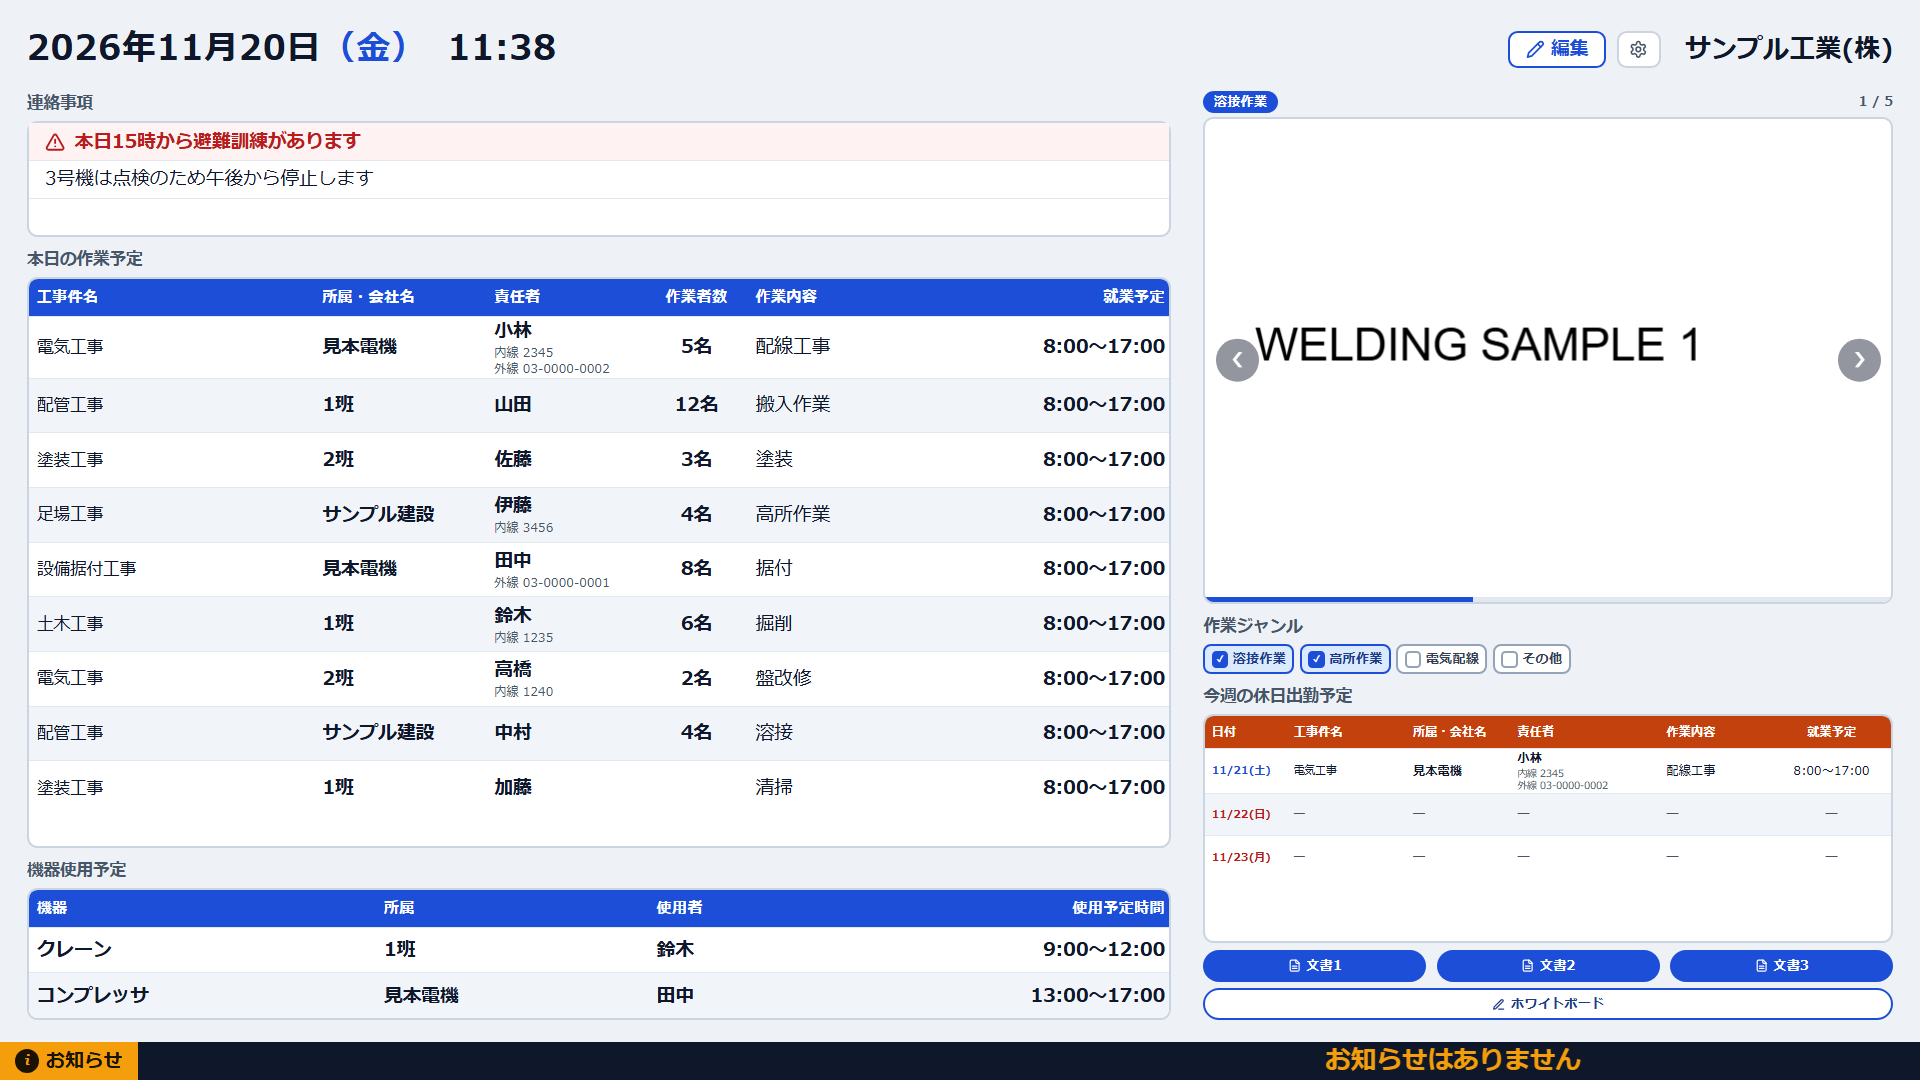 2026年11月20日（金） 11:38
編集
サンプル工業(株)
連絡事項
本日15時から避難訓練があります
3号機は点検のため午後から停止します
本日の作業予定
工事件名 所属・会社名 責任者 作業者数 作業内容 就業予定
電気工事 見本電機 小林 内線 2345 外線 03-0000-0002 5名 配線工事 8:00～17:00
配管工事 1班 山田 12名 搬入作業 8:00～17:00
塗装工事 2班 佐藤 3名 塗装 8:00～17:00
足場工事 サンプル建設 伊藤 内線 3456 4名 高所作業 8:00～17:00
設備据付工事 見本電機 田中 外線 03-0000-0001 8名 据付 8:00～17:00
土木工事 1班 鈴木 内線 1235 6名 掘削 8:00～17:00
電気工事 2班 高橋 内線 1240 2名 盤改修 8:00～17:00
配管工事 サンプル建設 中村 4名 溶接 8:00～17:00
塗装工事 1班 加藤 清掃 8:00～17:00
機器使用予定
機器 所属 使用者 使用予定時間
クレーン 1班 鈴木 9:00～12:00
コンプレッサ 見本電機 田中 13:00～17:00
溶接作業 1 / 5
WELDING SAMPLE 1
作業ジャンル
溶接作業 高所作業 電気配線 その他
今週の休日出勤予定
日付 工事件名 所属・会社名 責任者 作業内容 就業予定
11/21(土) 電気工事 見本電機 小林 内線 2345 外線 03-0000-0002 配線工事 8:00～17:00
11/22(日) — — — — —
11/23(月) — — — — —
文書1 文書2 文書3
ホワイトボード
お知らせ お知らせはありません